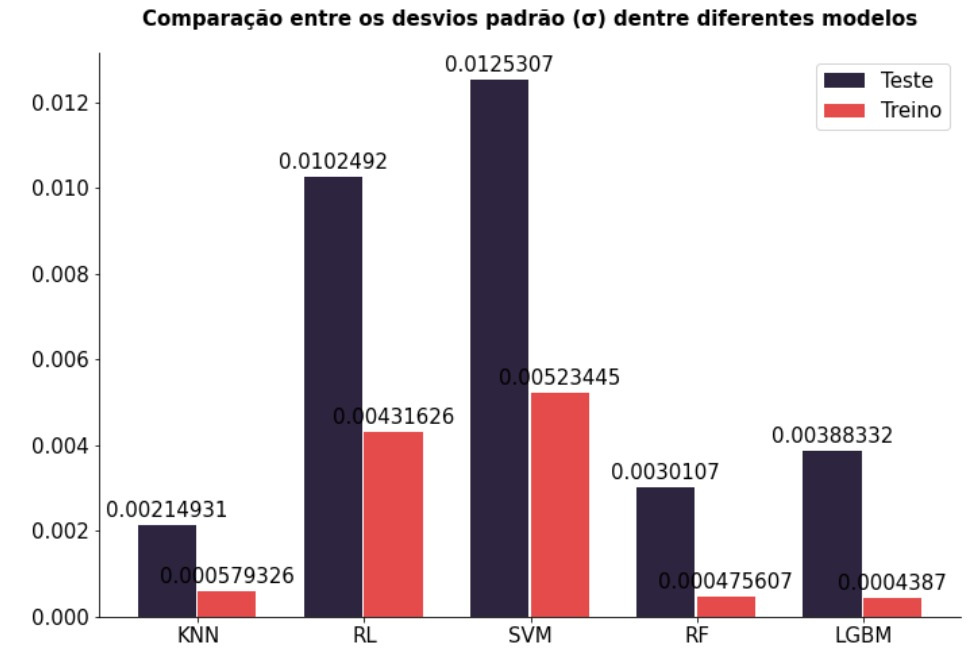 Comparação entre os desvios padrão (σ) dentre diferentes modelos
Teste
Treino
0.012
0.010
0.008
0.006
0.004
0.002
0.000
0.00214931
0.000579326
0.0102492
0.00431626
0.0125307
0.00523445
0.0030107
0.000475607
0.00388332
0.0004387
KNN
RL
SVM
RF
LGBM